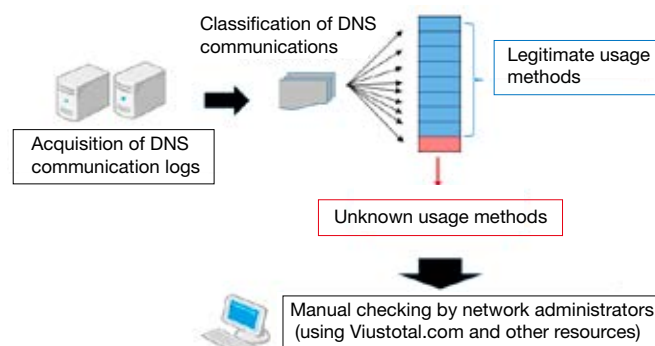 Classification of DNS
communications
Legitimate usage
methods
Acquisition of DNS
communication logs
Unknown usage methods
Manual checking by network administrators
(using Viustotal.com and other resources)